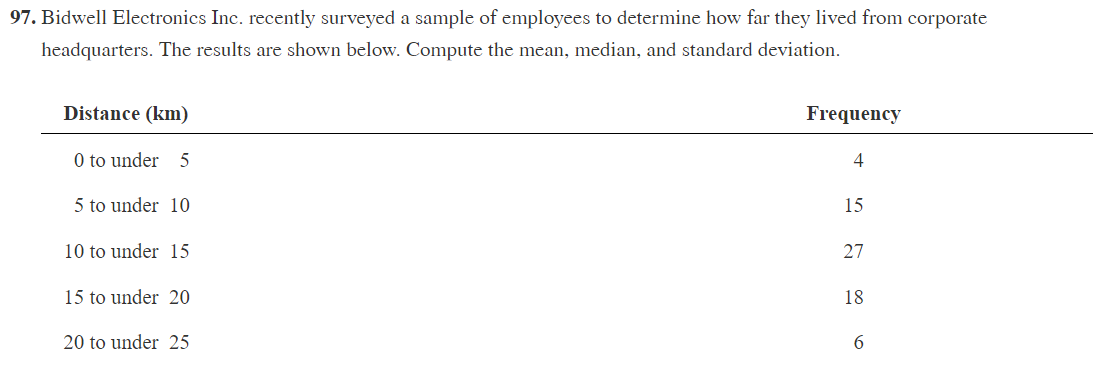 97. Bidwell Electronics Inc. recently surveyed a sample of employees to determine how far they lived from corporate
headquarters. The results are shown below. Compute the mean, median, and standard deviation.
Distance (km) Frequency
0 to under 5 4
5 to under 10 15
10 to under 15 27
15 to under 20 18
20 to under 25 6